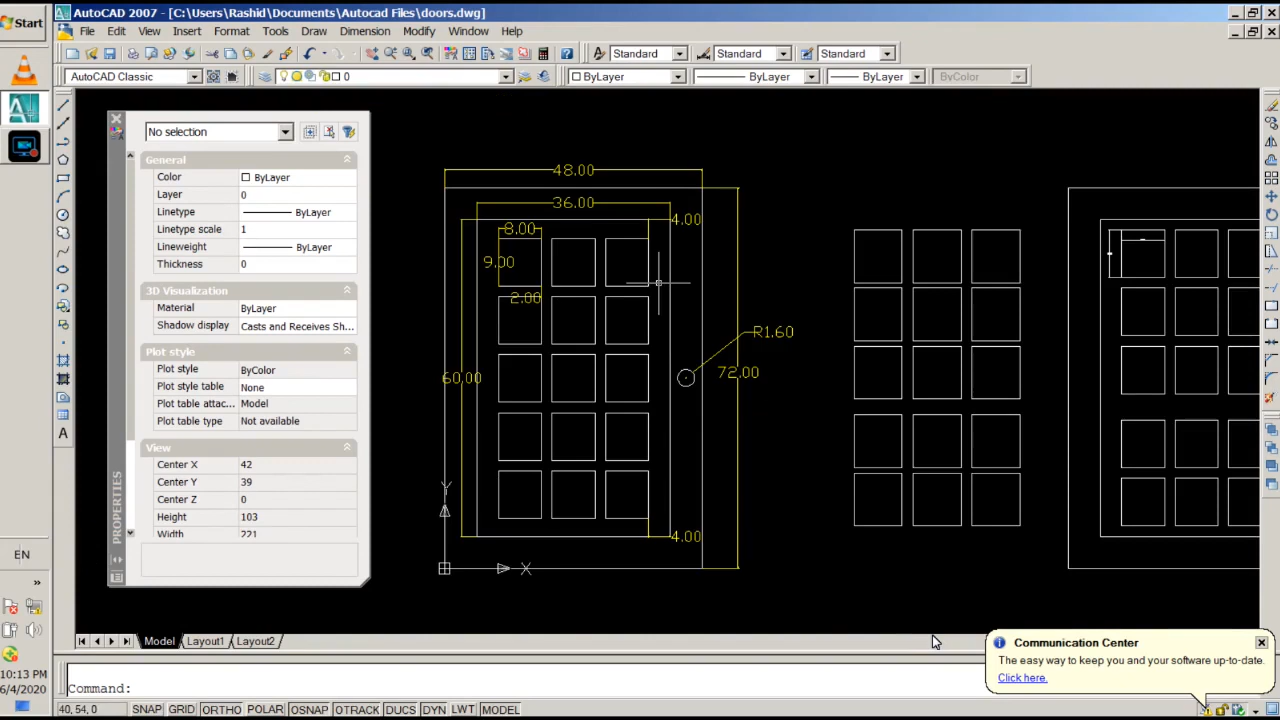 Start
AutoCAD 2007 - [C:\Users\Rashid\Documents\Autocad Files\doors.dwg]
File Edit View Insert Format Tools Draw Dimension Modify Window Help
Standard Standard Standard
AutoCAD Classic 0 ByLayer ByLayer ByLayer ByColor
No selection
General
Color ByLayer
Layer 0
Linetype ByLayer
Linetype scale 1
Lineweight ByLayer
Thickness 0
3D Visualization
Material ByLayer
Shadow display Casts and Receives Sh...
Plot style
Plot style ByColor
Plot style table None
Plot table attac... Model
Plot table type Not available
View
Center X 42
Center Y 39
Center Z 0
Height 103
Width 221
PROPERTIES
48.00
36.00
4.00
8.00
9.00
2.00
R1.60
72.00
60.00
4.00
Y
X
Model Layout1 Layout2
Command:
Communication Center
The easy way to keep you and your software up-to-date.
Click here.
40, 54, 0 SNAP GRID ORTHO POLAR OSNAP OTRACK DUCS DYN LWT MODEL
EN
»
10:13 PM
6/4/2020